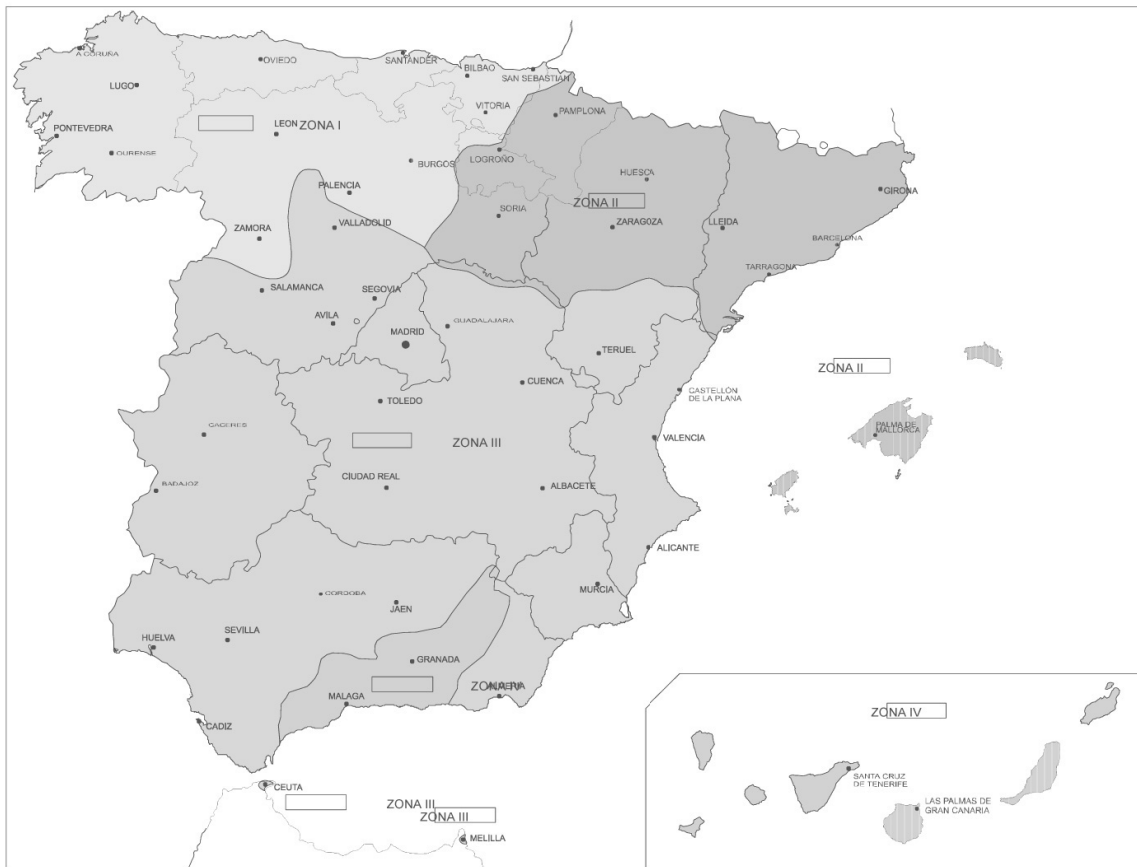 A CORUÑA
OVIEDO
SANTANDER
BILBAO
SAN SEBASTIAN
LUGO
VITORIA
PAMPLONA
PONTEVEDRA
LEON
ZONA I
OURENSE
BURGOS
LOGROÑO
HUESCA
PALENCIA
GIRONA
ZONA II
SORIA
ZAMORA
VALLADOLID
ZARAGOZA
LLEIDA
BARCELONA
TARRAGONA
SALAMANCA
SEGOVIA
AVILA
GUADALAJARA
MADRID
TERUEL
ZONA II
CUENCA
CASTELLÓN
DE LA PLANA
TOLEDO
CACERES
ZONA III
VALENCIA
PALMA DE
MALLORCA
CIUDAD REAL
BADAJOZ
ALBACETE
ALICANTE
MURCIA
CORDOBA
JAEN
HUELVA
SEVILLA
GRANADA
ZONA IV
ALMERIA
MALAGA
CADIZ
ZONA IV
CEUTA
SANTA CRUZ
DE TENERIFE
ZONA III
ZONA III
LAS PALMAS DE
GRAN CANARIA
MELILLA